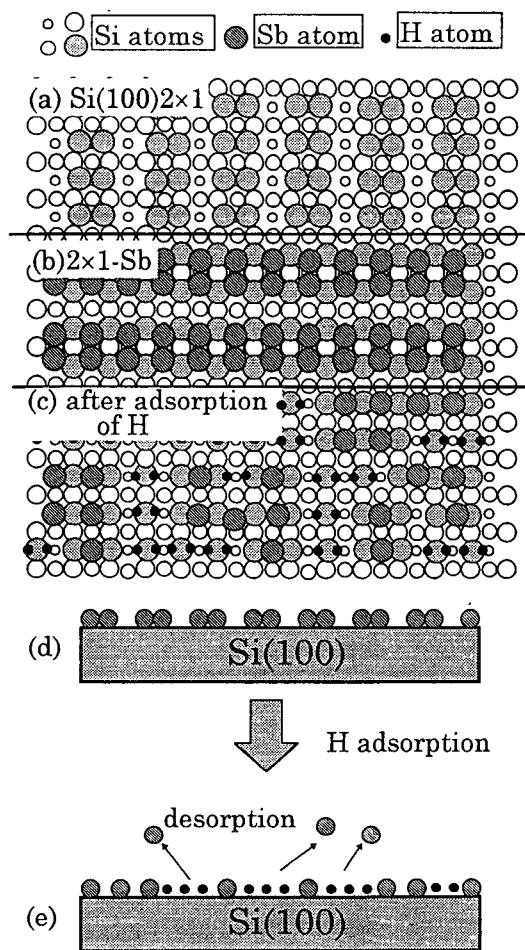 Si atoms Sb atom H atom
(a) Si(100)2×1
(b)2×1-Sb
(c) after adsorption
of H
(d)
Si(100)
H adsorption
desorption
(e)
Si(100)